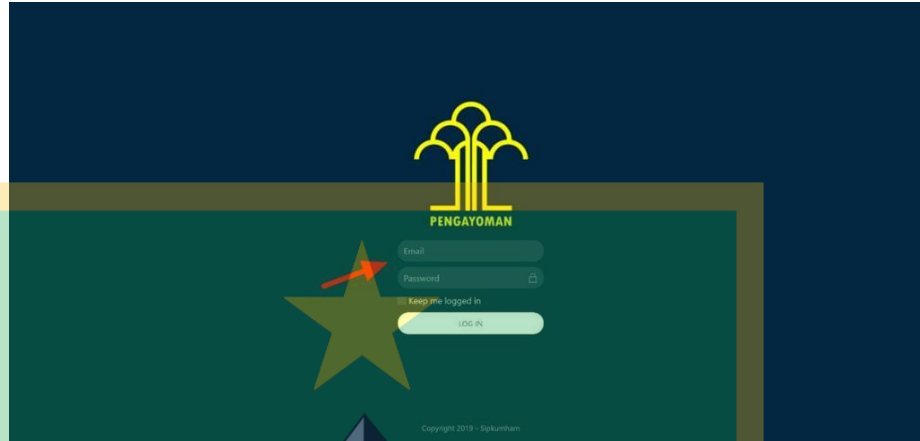 PENGAYOMAN
Email
Password
Keep me logged in
LOG IN
Copyright 2019 - Sipkumham